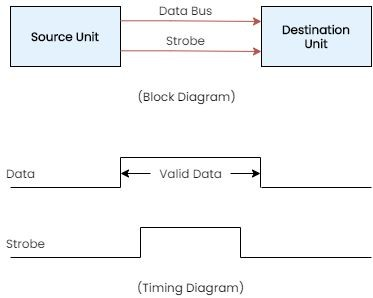 Data Bus
Source Unit
Strobe
Destination
Unit
(Block Diagram)
Data
Valid Data
Strobe
(Timing Diagram)